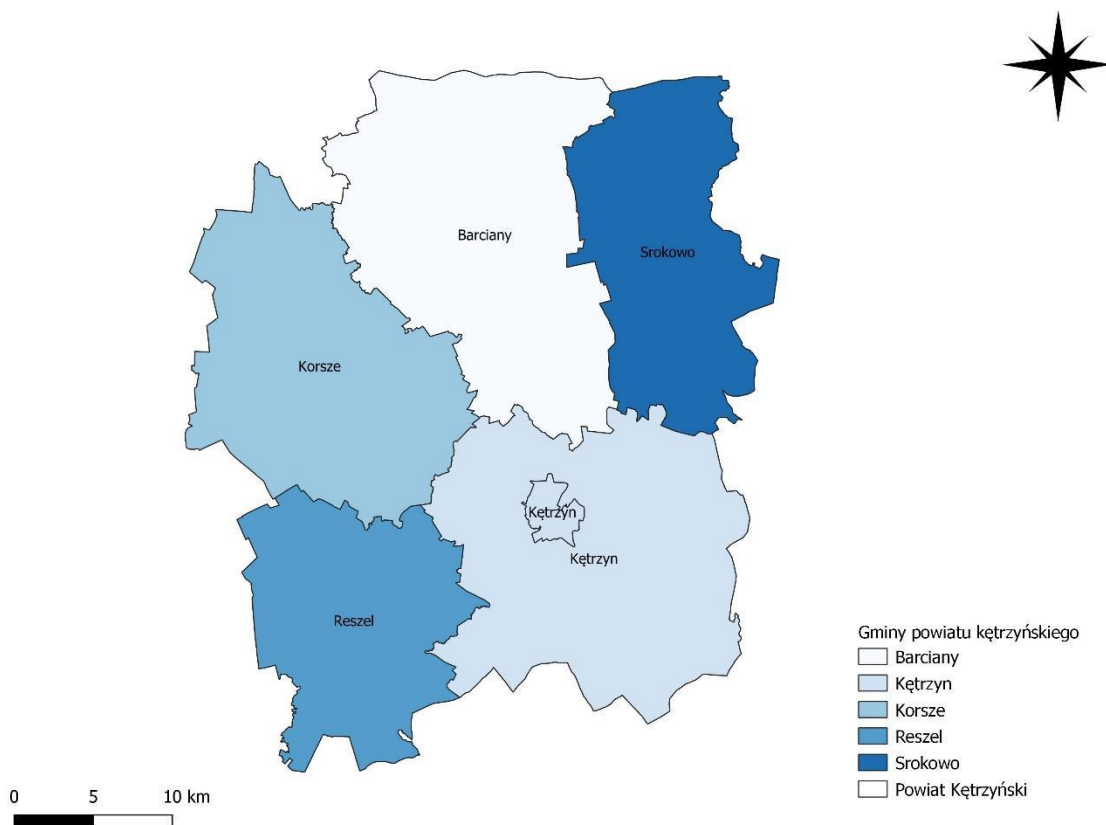 Barciany
Srokowo
Korsze
Kętrzyn
Kętrzyn
Reszel
Gminy powiatu kętrzyńskiego
Barciany
Kętrzyn
Korsze
Reszel
Srokowo
Powiat Kętrzyński
0 5 10 km